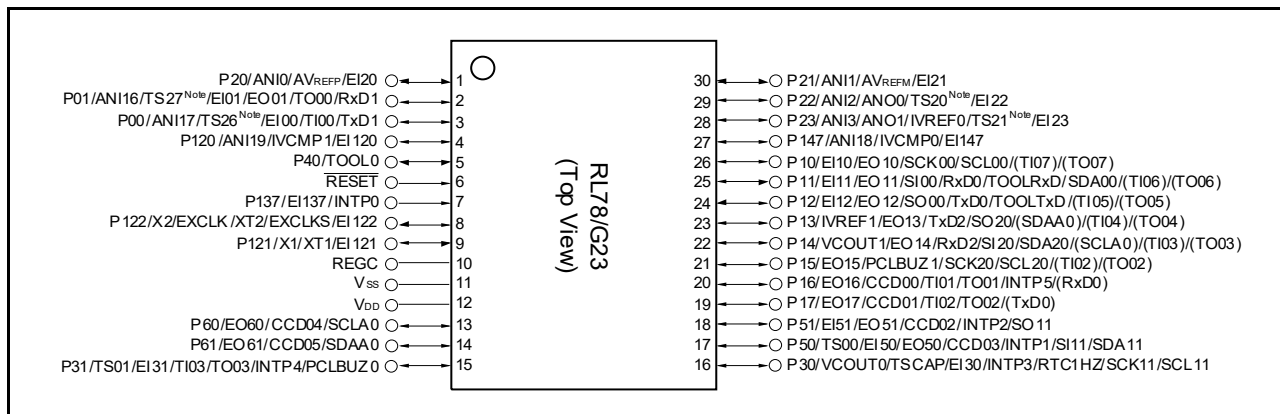 P20/ANI0/AVREFP/EI20 1
P01/ANI16/TS27Note/EI01/EO01/TO00/RxD1 2
P00/ANI17/TS26Note/EI00/TI00/TxD1 3
P120/ANI19/IVCMP1/EI120 4
P40/TOOL0 5
RESET 6
P137/EI137/INTP0 7
P122/X2/EXCLK/XT2/EXCLKS/EI122 8
P121/X1/XT1/EI121 9
REGC 10
VSS 11
VDD 12
P60/EO60/CCD04/SCLA0 13
P61/EO61/CCD05/SDAA0 14
P31/TS01/EI31/TI03/TO03/INTP4/PCLBUZ0 15
RL78/G23
(Top View)
30 P21/ANI1/AVREFM/EI21
29 P22/ANI2/ANO0/TS20Note/EI22
28 P23/ANI3/ANO1/IVREF0/TS21Note/EI23
27 P147/ANI18/IVCMP0/EI147
26 P10/EI10/EO10/SCK00/SCL00/(TI07)/(TO07)
25 P11/EI11/EO11/SI00/RxD0/TOOLRxD/SDA00/(TI06)/(TO06)
24 P12/EI12/EO12/SO00/TxD0/TOOLTxD/(TI05)/(TO05)
23 P13/IVREF1/EO13/TxD2/SO20/(SDAA0)/(TI04)/(TO04)
22 P14/VCOUT1/EO14/RxD2/SI20/SDA20/(SCLA0)/(TI03)/(TO03)
21 P15/EO15/PCLBUZ1/SCK20/SCL20/(TI02)/(TO02)
20 P16/EO16/CCD00/TI01/TO01/INTP5/(RxD0)
19 P17/EO17/CCD01/TI02/TO02/(TxD0)
18 P51/EI51/EO51/CCD02/INTP2/SO11
17 P50/TS00/EI50/EO50/CCD03/INTP1/SI11/SDA11
16 P30/VCOUT0/TSCAP/EI30/INTP3/RTC1HZ/SCK11/SCL11